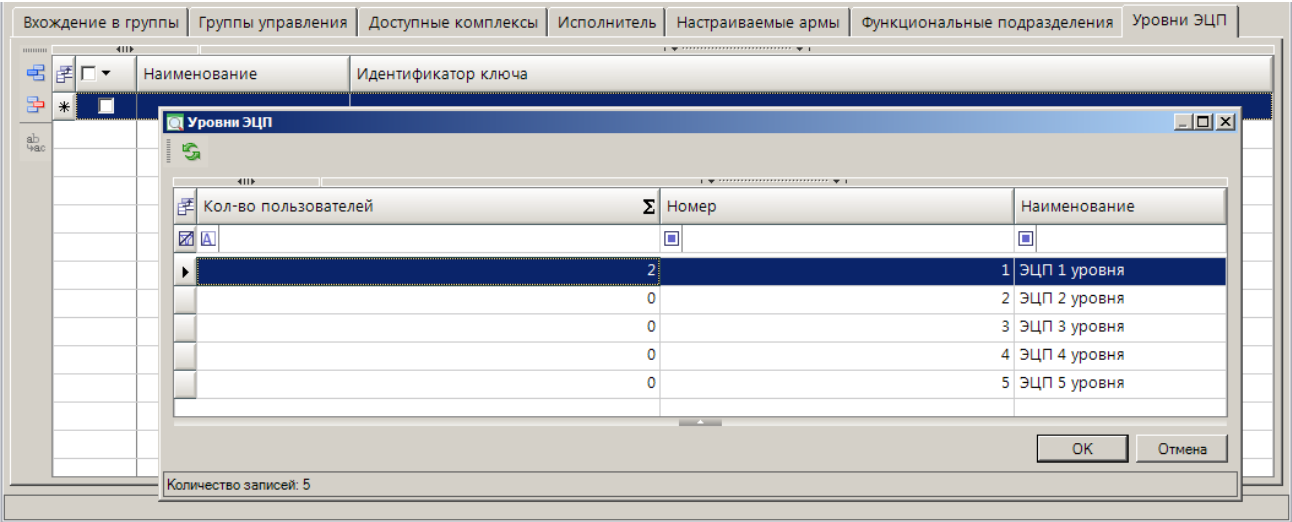 Вхождение в группы Группы управления Доступные комплексы Исполнитель Настраиваемые армы Функциональные подразделения Уровни ЭЦП
Наименование Идентификатор ключа
ab
ac
Уровни ЭЦП
Кол-во пользователей Σ Номер Наименование
A
2 1 ЭЦП 1 уровня
0 2 ЭЦП 2 уровня
0 3 ЭЦП 3 уровня
0 4 ЭЦП 4 уровня
0 5 ЭЦП 5 уровня
OK Отмена
Количество записей: 5